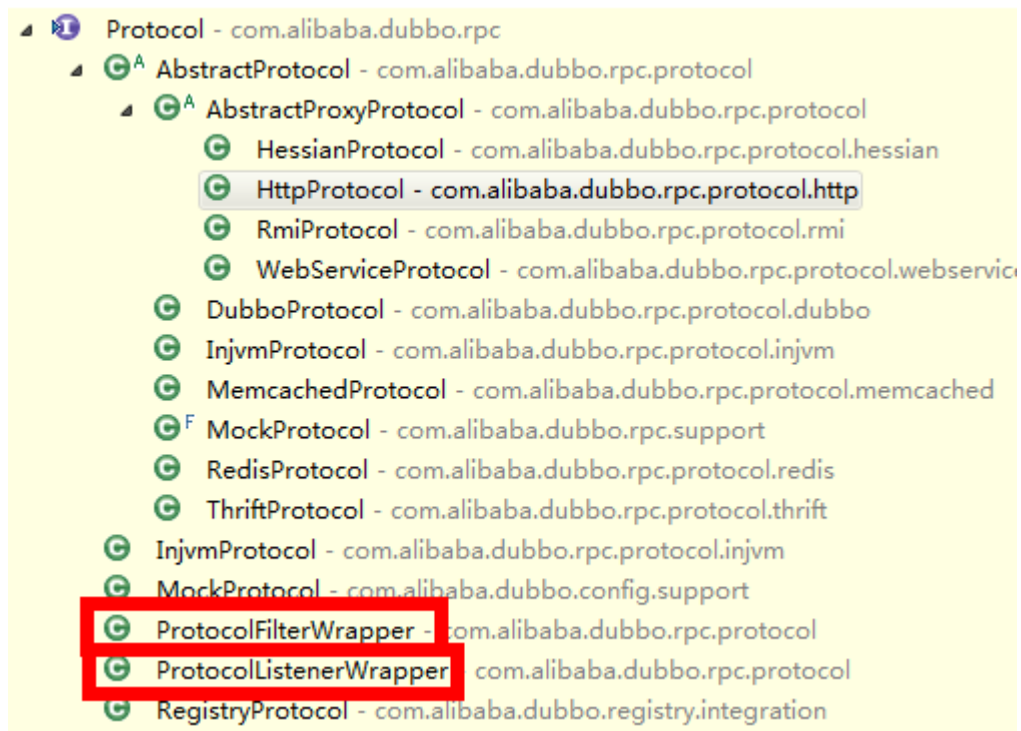 Protocol - com.alibaba.dubbo.rpc
AbstractProtocol - com.alibaba.dubbo.rpc.protocol
AbstractProxyProtocol - com.alibaba.dubbo.rpc.protocol
HessianProtocol - com.alibaba.dubbo.rpc.protocol.hessian
HttpProtocol - com.alibaba.dubbo.rpc.protocol.http
RmiProtocol - com.alibaba.dubbo.rpc.protocol.rmi
WebServiceProtocol - com.alibaba.dubbo.rpc.protocol.webservice
DubboProtocol - com.alibaba.dubbo.rpc.protocol.dubbo
InjvmProtocol - com.alibaba.dubbo.rpc.protocol.injvm
MemcachedProtocol - com.alibaba.dubbo.rpc.protocol.memcached
MockProtocol - com.alibaba.dubbo.rpc.support
RedisProtocol - com.alibaba.dubbo.rpc.protocol.redis
ThriftProtocol - com.alibaba.dubbo.rpc.protocol.thrift
InjvmProtocol - com.alibaba.dubbo.rpc.protocol.injvm
MockProtocol - com.alibaba.dubbo.config.support
ProtocolFilterWrapper - com.alibaba.dubbo.rpc.protocol
ProtocolListenerWrapper com.alibaba.dubbo.rpc.protocol
RegistryProtocol - com.alibaba.dubbo.registry.integration